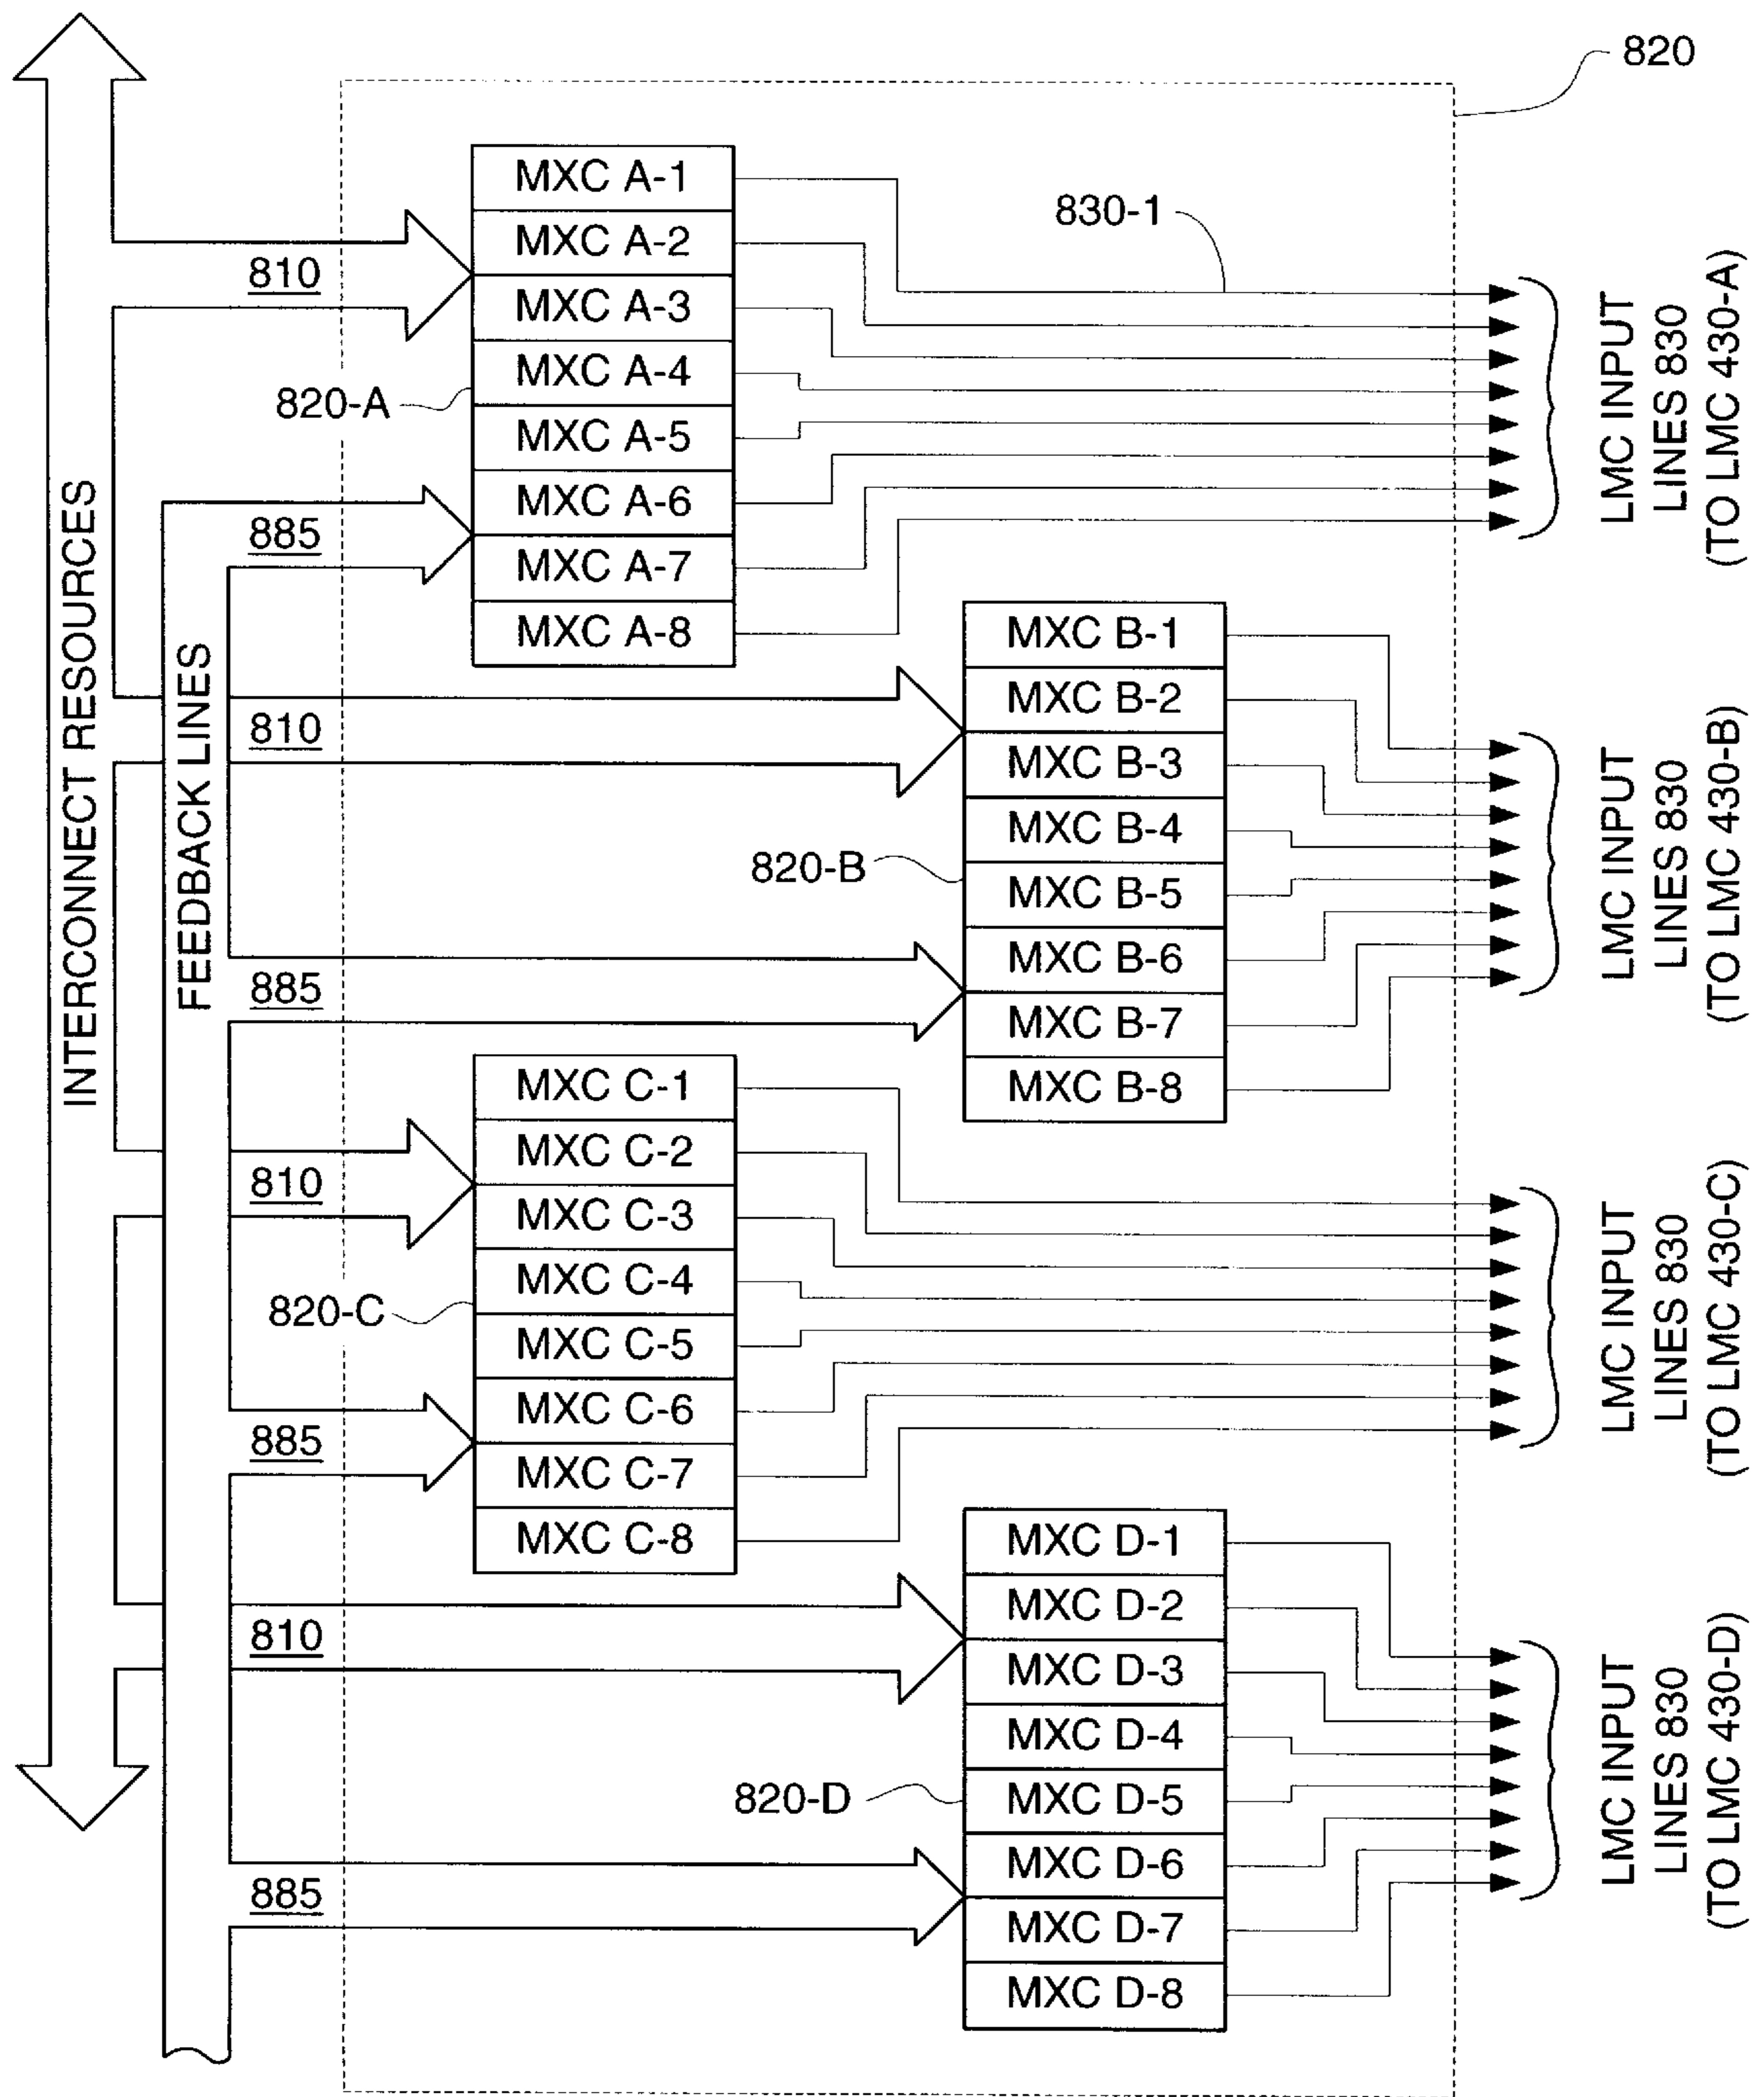 820
INTERCONNECT RESOURCES
FEEDBACK LINES
810
885
820-A
MXC A-1
MXC A-2
MXC A-3
MXC A-4
MXC A-5
MXC A-6
MXC A-7
MXC A-8
830-1
LMC INPUT
LINES 830
(TO LMC 430-A)
810
885
820-B
MXC B-1
MXC B-2
MXC B-3
MXC B-4
MXC B-5
MXC B-6
MXC B-7
MXC B-8
LMC INPUT
LINES 830
(TO LMC 430-B)
810
885
820-C
MXC C-1
MXC C-2
MXC C-3
MXC C-4
MXC C-5
MXC C-6
MXC C-7
MXC C-8
LMC INPUT
LINES 830
(TO LMC 430-C)
810
885
820-D
MXC D-1
MXC D-2
MXC D-3
MXC D-4
MXC D-5
MXC D-6
MXC D-7
MXC D-8
LMC INPUT
LINES 830
(TO LMC 430-D)